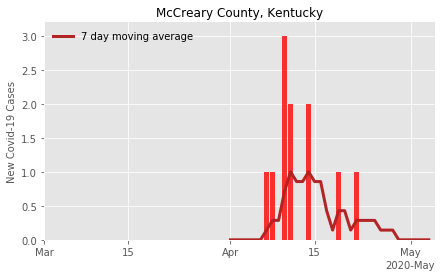 McCreary County, Kentucky
7 day moving average
New Covid-19 Cases
3.0
2.5
2.0
1.5
1.0
0.5
0.0
Mar 15 Apr 15 May
2020-May